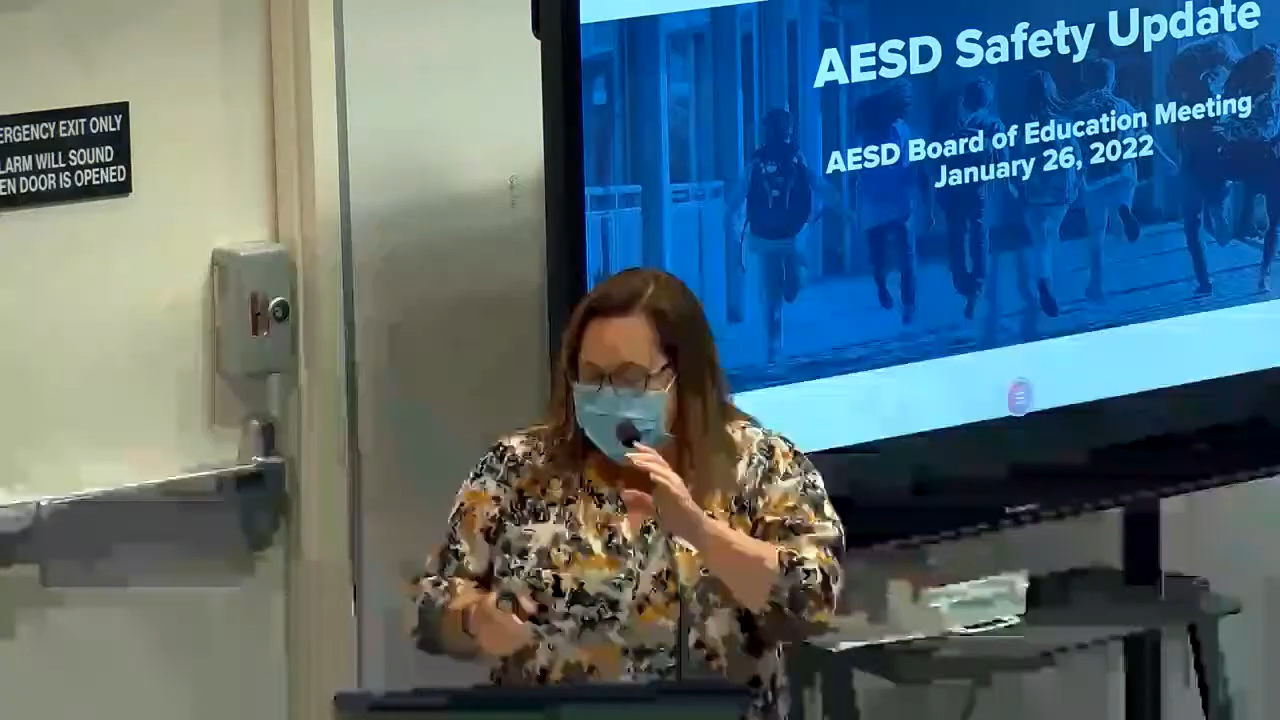 ERGENCY EXIT ONLY
LARM WILL SOUND
EN DOOR IS OPENED
AESD Safety Update
AESD Board of Education Meeting
January 26, 2022